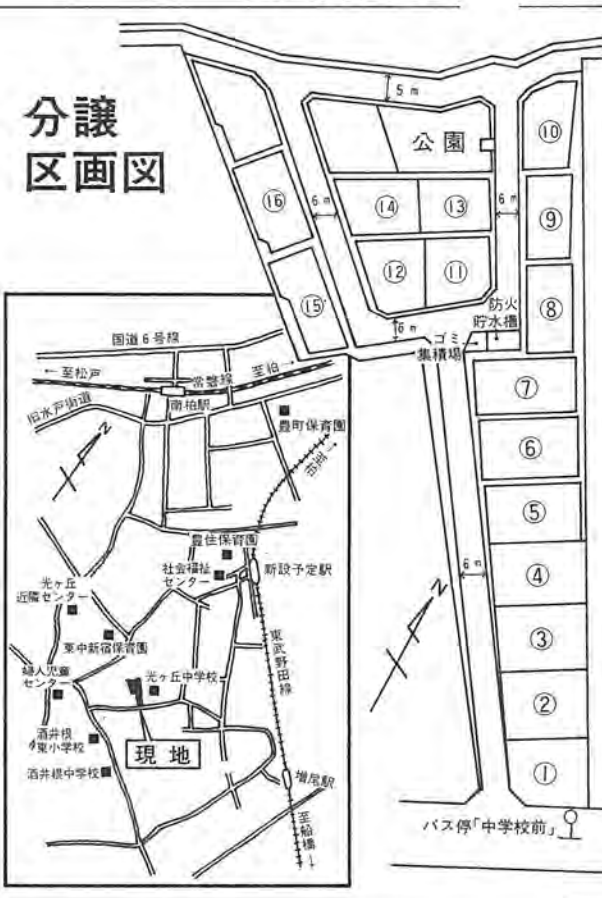 分譲
区画図
5 m
公園
⑩
⑯
6 m
⑭
⑬
6 m
⑨
⑫
⑪
⑮
防火
貯水槽
⑧
6 m
ゴミ
集積場
⑦
⑥
⑤
6 m
④
N
③
②
①
バス停「中学校前」
国道6号線
←至松戸
常磐線
至柏→
南柏駅
旧水戸街道
豊町保育園
至柏→
N
豊住保育園
社会福祉
センター
新設予定駅
光ヶ丘
近隣センター
東中新宿保育園
東武野田線
婦人児童
センター
光ヶ丘中学校
酒井根
東小学校
現地
酒井根中学校
増尾駅
至船橋→